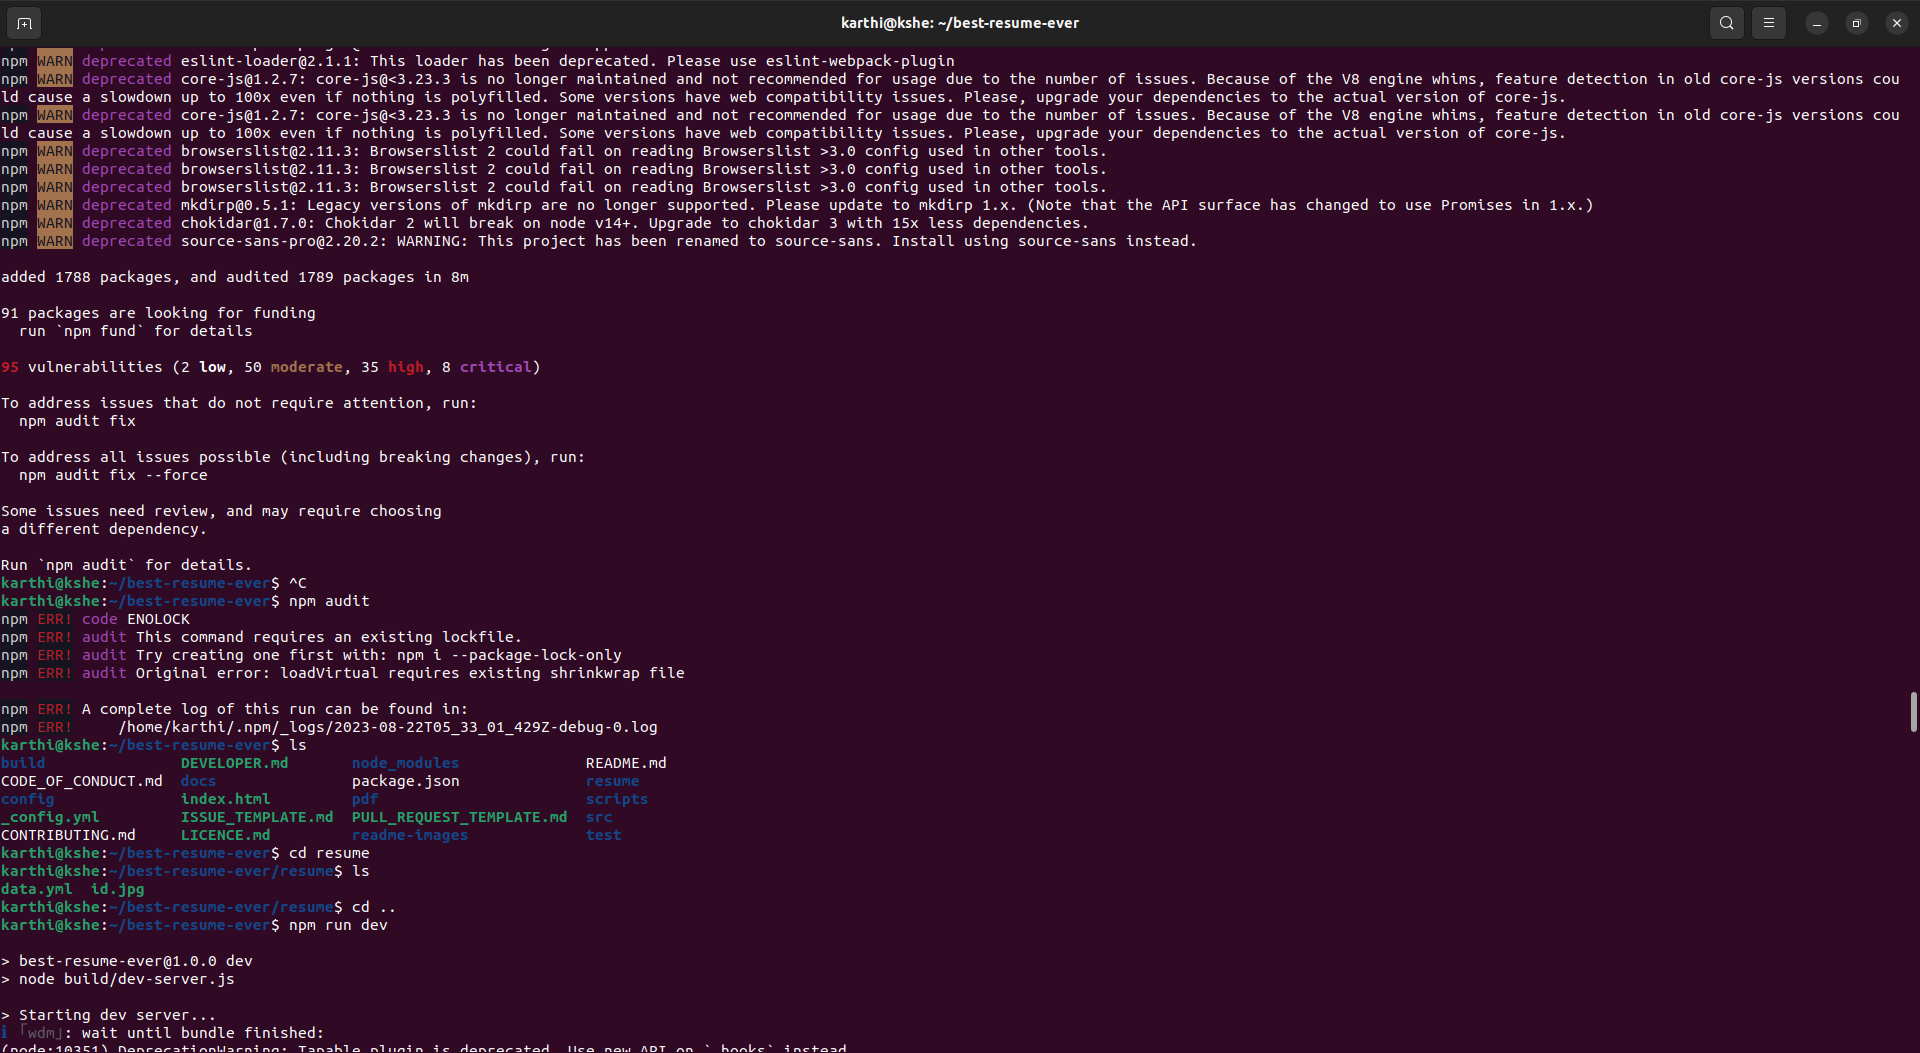 karthi@kshe: ~/best-resume-ever
npm WARN deprecated eslint-loader@2.1.1: This loader has been deprecated. Please use eslint-webpack-plugin
npm WARN deprecated core-js@1.2.7: core-js@<3.23.3 is no longer maintained and not recommended for usage due to the number of issues. Because of the V8 engine whims, feature detection in old core-js versions cou
ld cause a slowdown up to 100x even if nothing is polyfilled. Some versions have web compatibility issues. Please, upgrade your dependencies to the actual version of core-js.
npm WARN deprecated core-js@1.2.7: core-js@<3.23.3 is no longer maintained and not recommended for usage due to the number of issues. Because of the V8 engine whims, feature detection in old core-js versions cou
ld cause a slowdown up to 100x even if nothing is polyfilled. Some versions have web compatibility issues. Please, upgrade your dependencies to the actual version of core-js.
npm WARN deprecated browserslist@2.11.3: Browserslist 2 could fail on reading Browserslist >3.0 config used in other tools.
npm WARN deprecated browserslist@2.11.3: Browserslist 2 could fail on reading Browserslist >3.0 config used in other tools.
npm WARN deprecated browserslist@2.11.3: Browserslist 2 could fail on reading Browserslist >3.0 config used in other tools.
npm WARN deprecated mkdirp@0.5.1: Legacy versions of mkdirp are no longer supported. Please update to mkdirp 1.x. (Note that the API surface has changed to use Promises in 1.x.)
npm WARN deprecated chokidar@1.7.0: Chokidar 2 will break on node v14+. Upgrade to chokidar 3 with 15x less dependencies.
npm WARN deprecated source-sans-pro@2.20.2: WARNING: This project has been renamed to source-sans. Install using source-sans instead.
added 1788 packages, and audited 1789 packages in 8m
91 packages are looking for funding
run `npm fund` for details
95 vulnerabilities (2 low, 50 moderate, 35 high, 8 critical)
To address issues that do not require attention, run:
npm audit fix
To address all issues possible (including breaking changes), run:
npm audit fix --force
Some issues need review, and may require choosing
a different dependency.
Run `npm audit` for details.
karthi@kshe:~/best-resume-ever$ ^C
karthi@kshe:~/best-resume-ever$ npm audit
npm ERR! code ENOLOCK
npm ERR! audit This command requires an existing lockfile.
npm ERR! audit Try creating one first with: npm i --package-lock-only
npm ERR! audit Original error: loadVirtual requires existing shrinkwrap file
npm ERR! A complete log of this run can be found in:
npm ERR!     /home/karthi/.npm/_logs/2023-08-22T05_33_01_429Z-debug-0.log
karthi@kshe:~/best-resume-ever$ ls
build DEVELOPER.md node_modules README.md
CODE_OF_CONDUCT.md docs package.json resume
config index.html pdf scripts
_config.yml ISSUE_TEMPLATE.md PULL_REQUEST_TEMPLATE.md src
CONTRIBUTING.md LICENCE.md readme-images test
karthi@kshe:~/best-resume-ever$ cd resume
karthi@kshe:~/best-resume-ever/resume$ ls
data.yml id.jpg
karthi@kshe:~/best-resume-ever/resume$ cd ..
karthi@kshe:~/best-resume-ever$ npm run dev
> best-resume-ever@1.0.0 dev
> node build/dev-server.js
> Starting dev server...
ℹ ｢wdm｣: wait until bundle finished:
(node:10351) DeprecationWarning: Tapable.plugin is deprecated. Use new API on `.hooks` instead